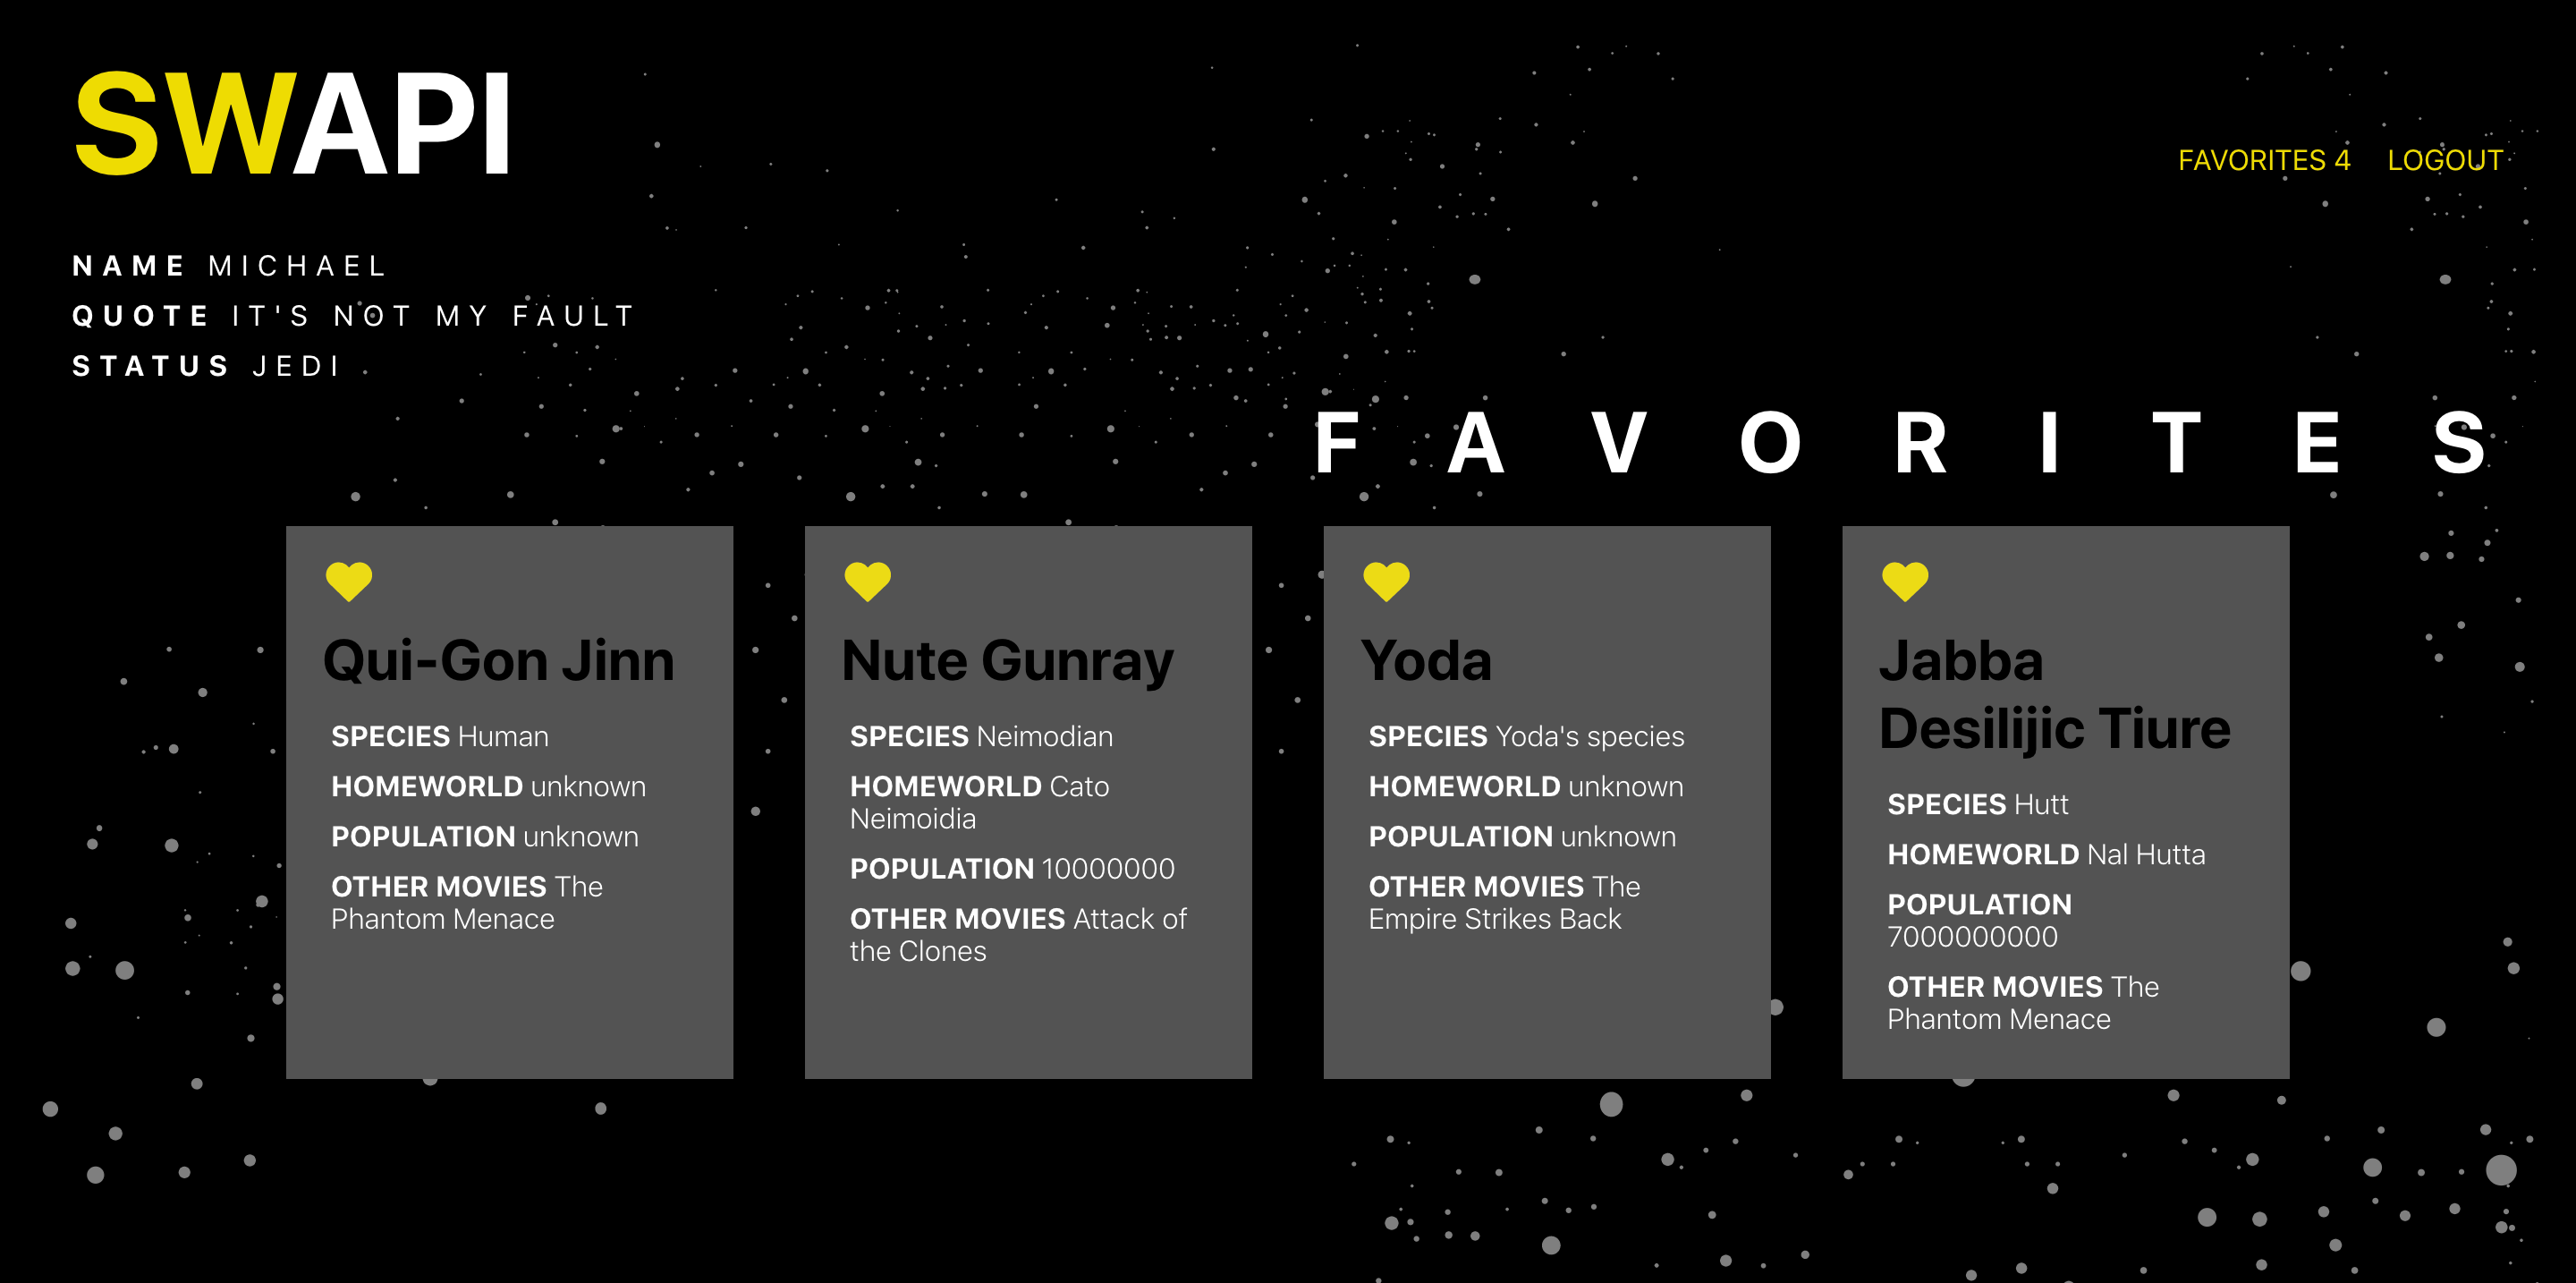 SWAPI
FAVORITES 4 LOGOUT
NAME MICHAEL
QUOTE IT'S NOT MY FAULT
STATUS JEDI
FAVORITES
Qui-Gon Jinn
SPECIES Human
HOMEWORLD unknown
POPULATION unknown
OTHER MOVIES The
Phantom Menace
Nute Gunray
SPECIES Neimodian
HOMEWORLD Cato
Neimoidia
POPULATION 10000000
OTHER MOVIES Attack of
the Clones
Yoda
SPECIES Yoda's species
HOMEWORLD unknown
POPULATION unknown
OTHER MOVIES The
Empire Strikes Back
Jabba
Desilijic Tiure
SPECIES Hutt
HOMEWORLD Nal Hutta
POPULATION
7000000000
OTHER MOVIES The
Phantom Menace